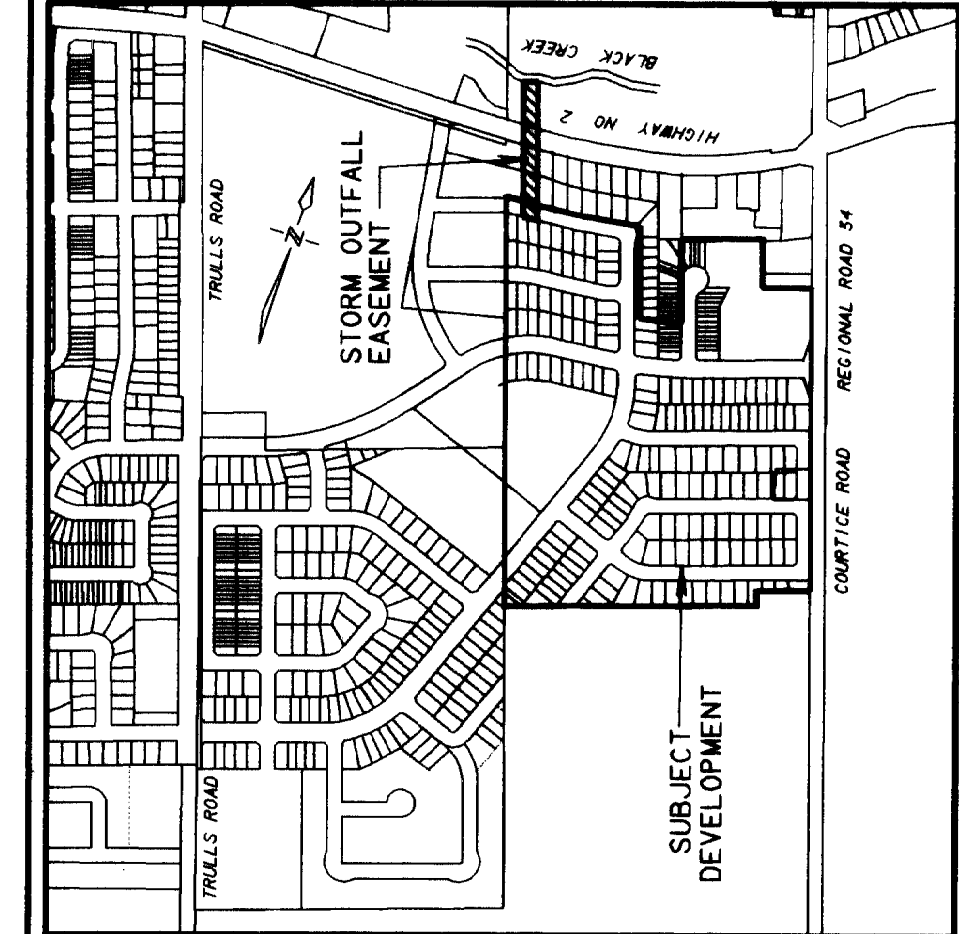 BLACK CREEK
HIGHWAY NO 2
TRULLS ROAD
N
STORM OUTFALL
EASEMENT
REGIONAL ROAD 34
COURTICE ROAD
SUBJECT
DEVELOPMENT
TRULLS ROAD